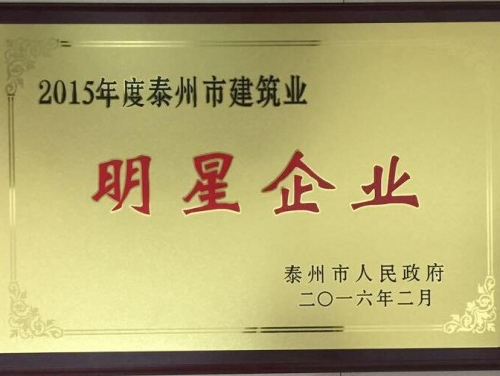 2015年度泰州市建筑业
明星企业
泰州市人民政府
二〇一六年二月